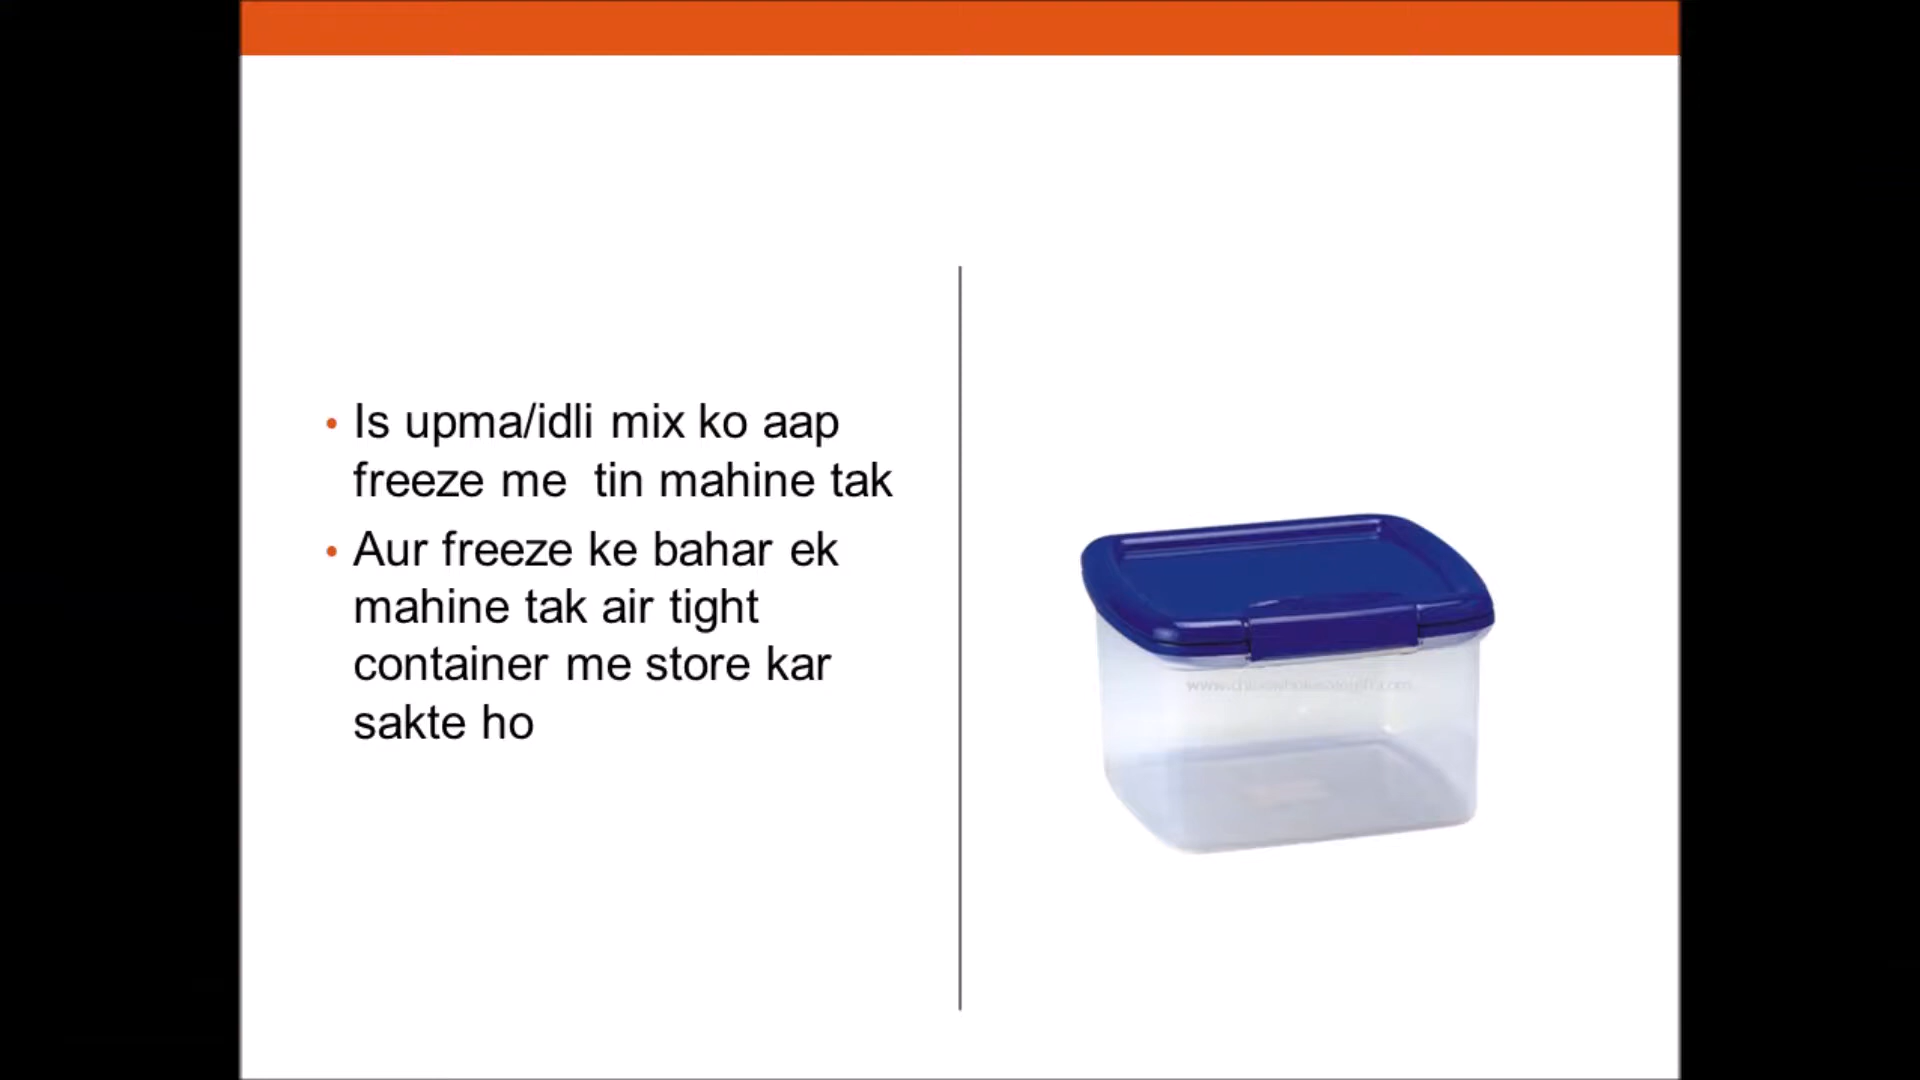 • Is upma/idli mix ko aap
freeze me  tin mahine tak
• Aur freeze ke bahar ek
mahine tak air tight
container me store kar
sakte ho